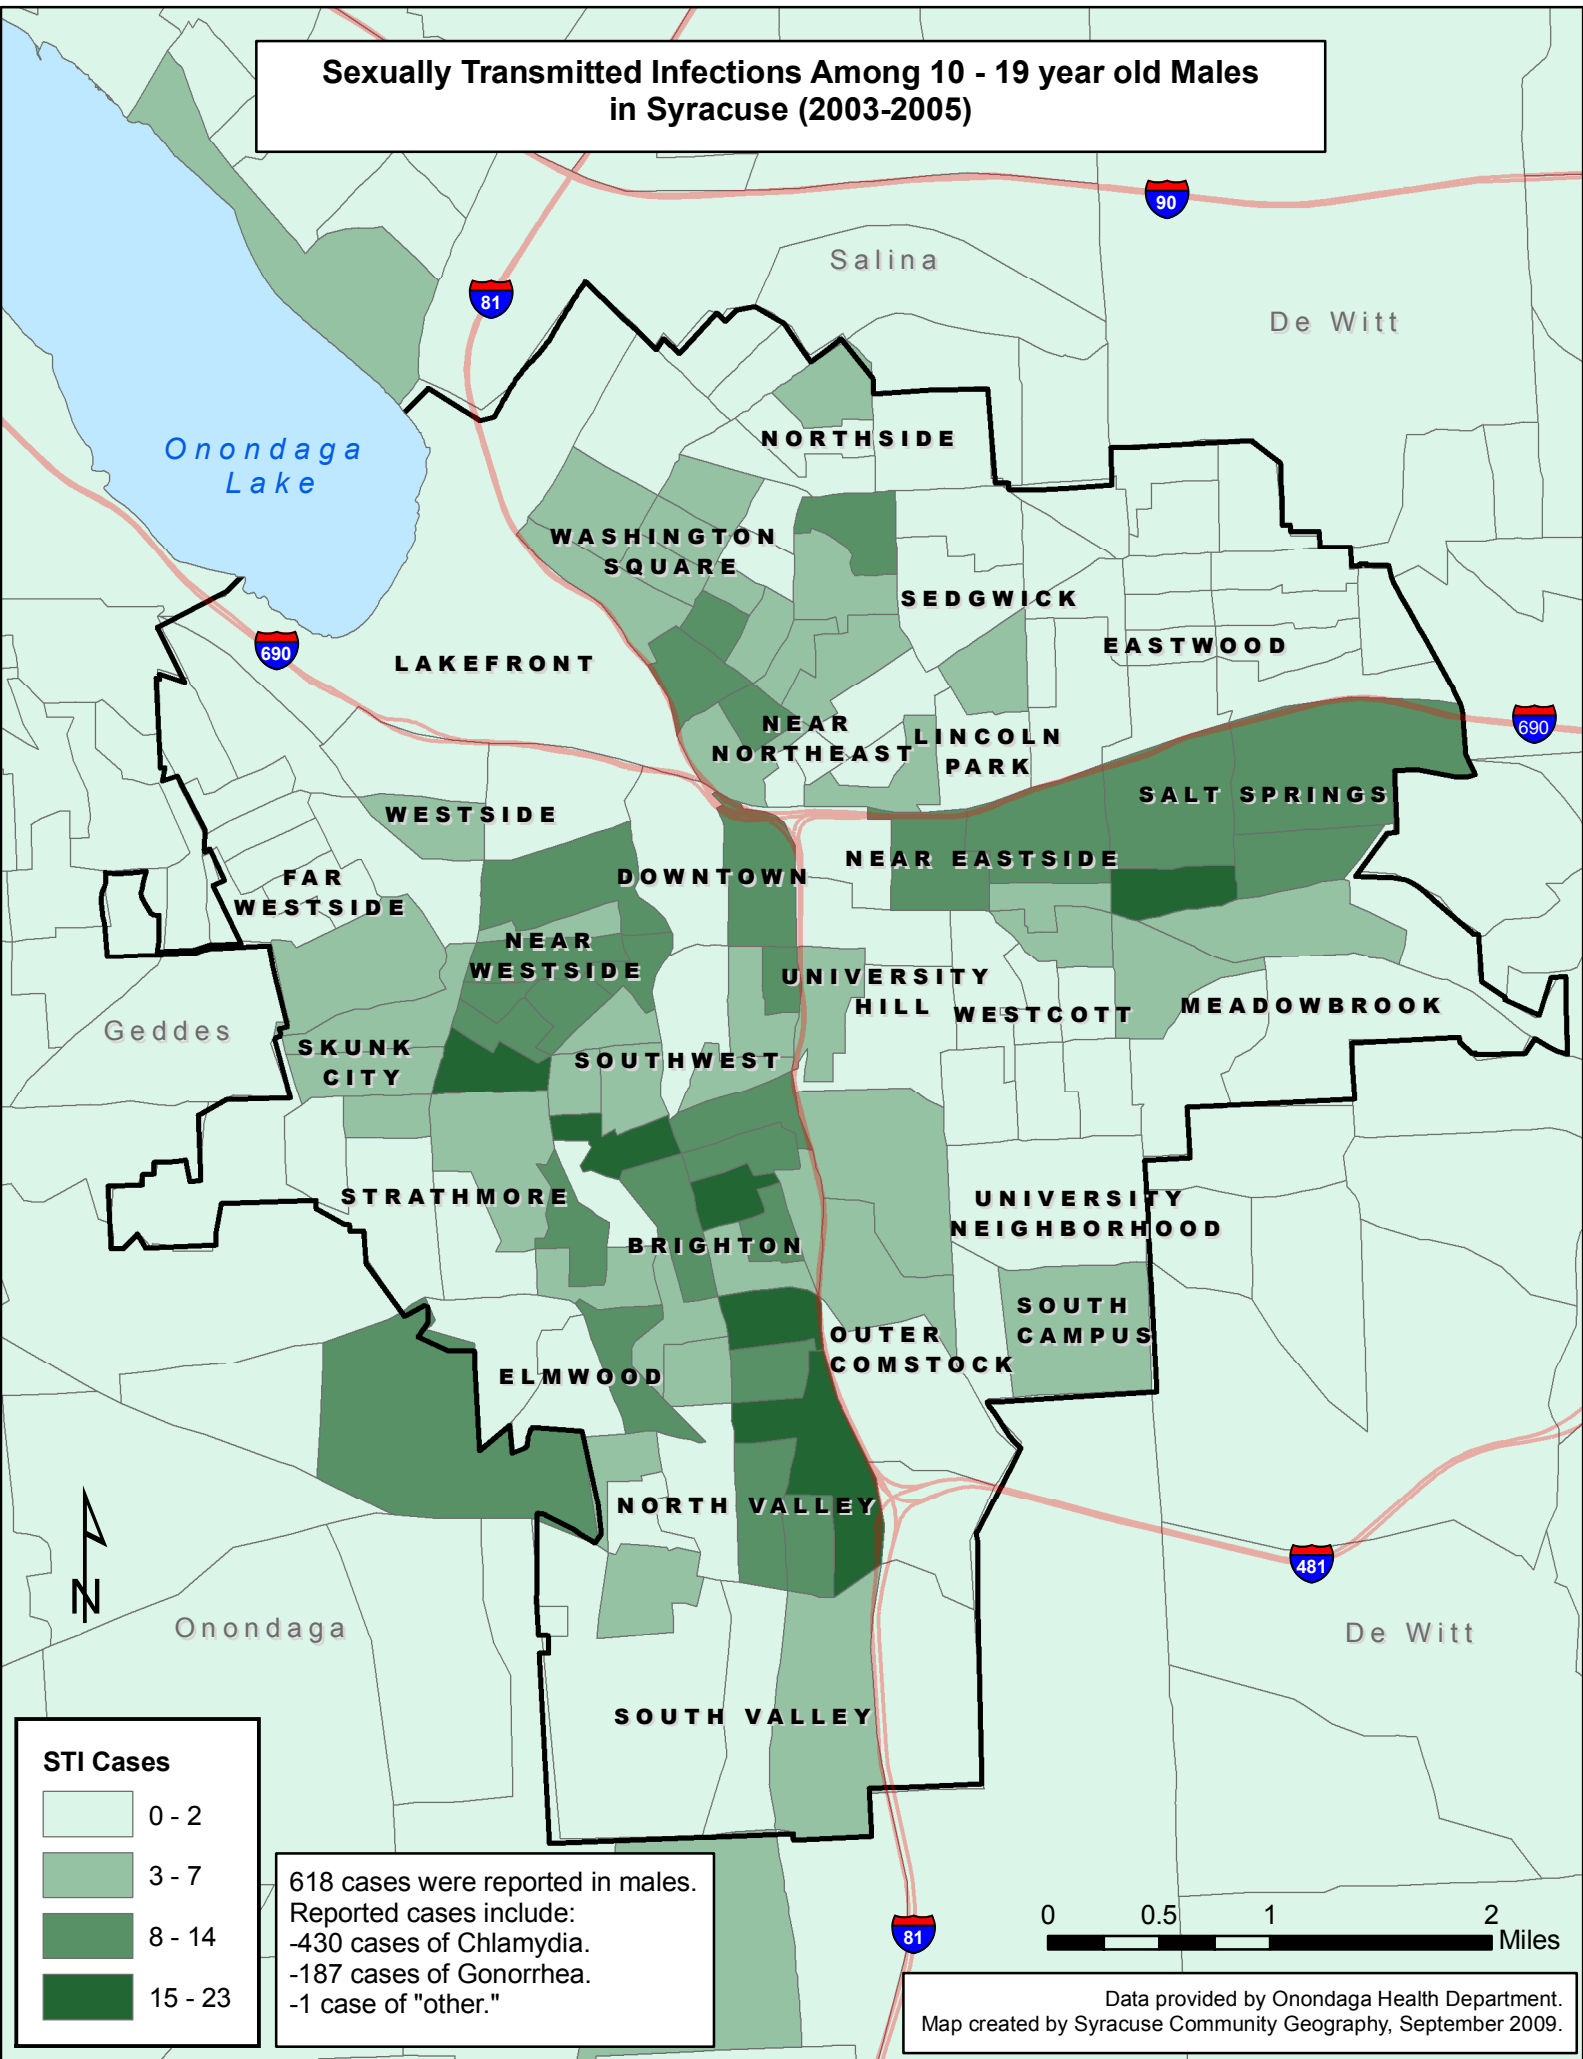 Sexually Transmitted Infections Among 10 - 19 year old Males
in Syracuse (2003-2005)
90
Salina
81
De Witt
NORTHSIDE
Onondaga
Lake
WASHINGTON
SQUARE
SEDGWICK
EASTWOOD
690
LAKEFRONT
NEAR
NORTHEAST
LINCOLN
PARK
690
SALT SPRINGS
WESTSIDE
NEAR EASTSIDE
DOWNTOWN
FAR
WESTSIDE
NEAR
WESTSIDE
UNIVERSITY
HILL
WESTCOTT
MEADOWBROOK
Geddes
SKUNK
CITY
SOUTHWEST
STRATHMORE
UNIVERSITY
NEIGHBORHOOD
BRIGHTON
SOUTH
CAMPUS
OUTER
COMSTOCK
ELMWOOD
NORTH VALLEY
481
N
Onondaga
De Witt
SOUTH VALLEY
STI Cases
0 - 2
3 - 7
8 - 14
15 - 23
618 cases were reported in males.
Reported cases include:
-430 cases of Chlamydia.
-187 cases of Gonorrhea.
-1 case of "other."
81
0 0.5 1 2
Miles
Data provided by Onondaga Health Department.
Map created by Syracuse Community Geography, September 2009.